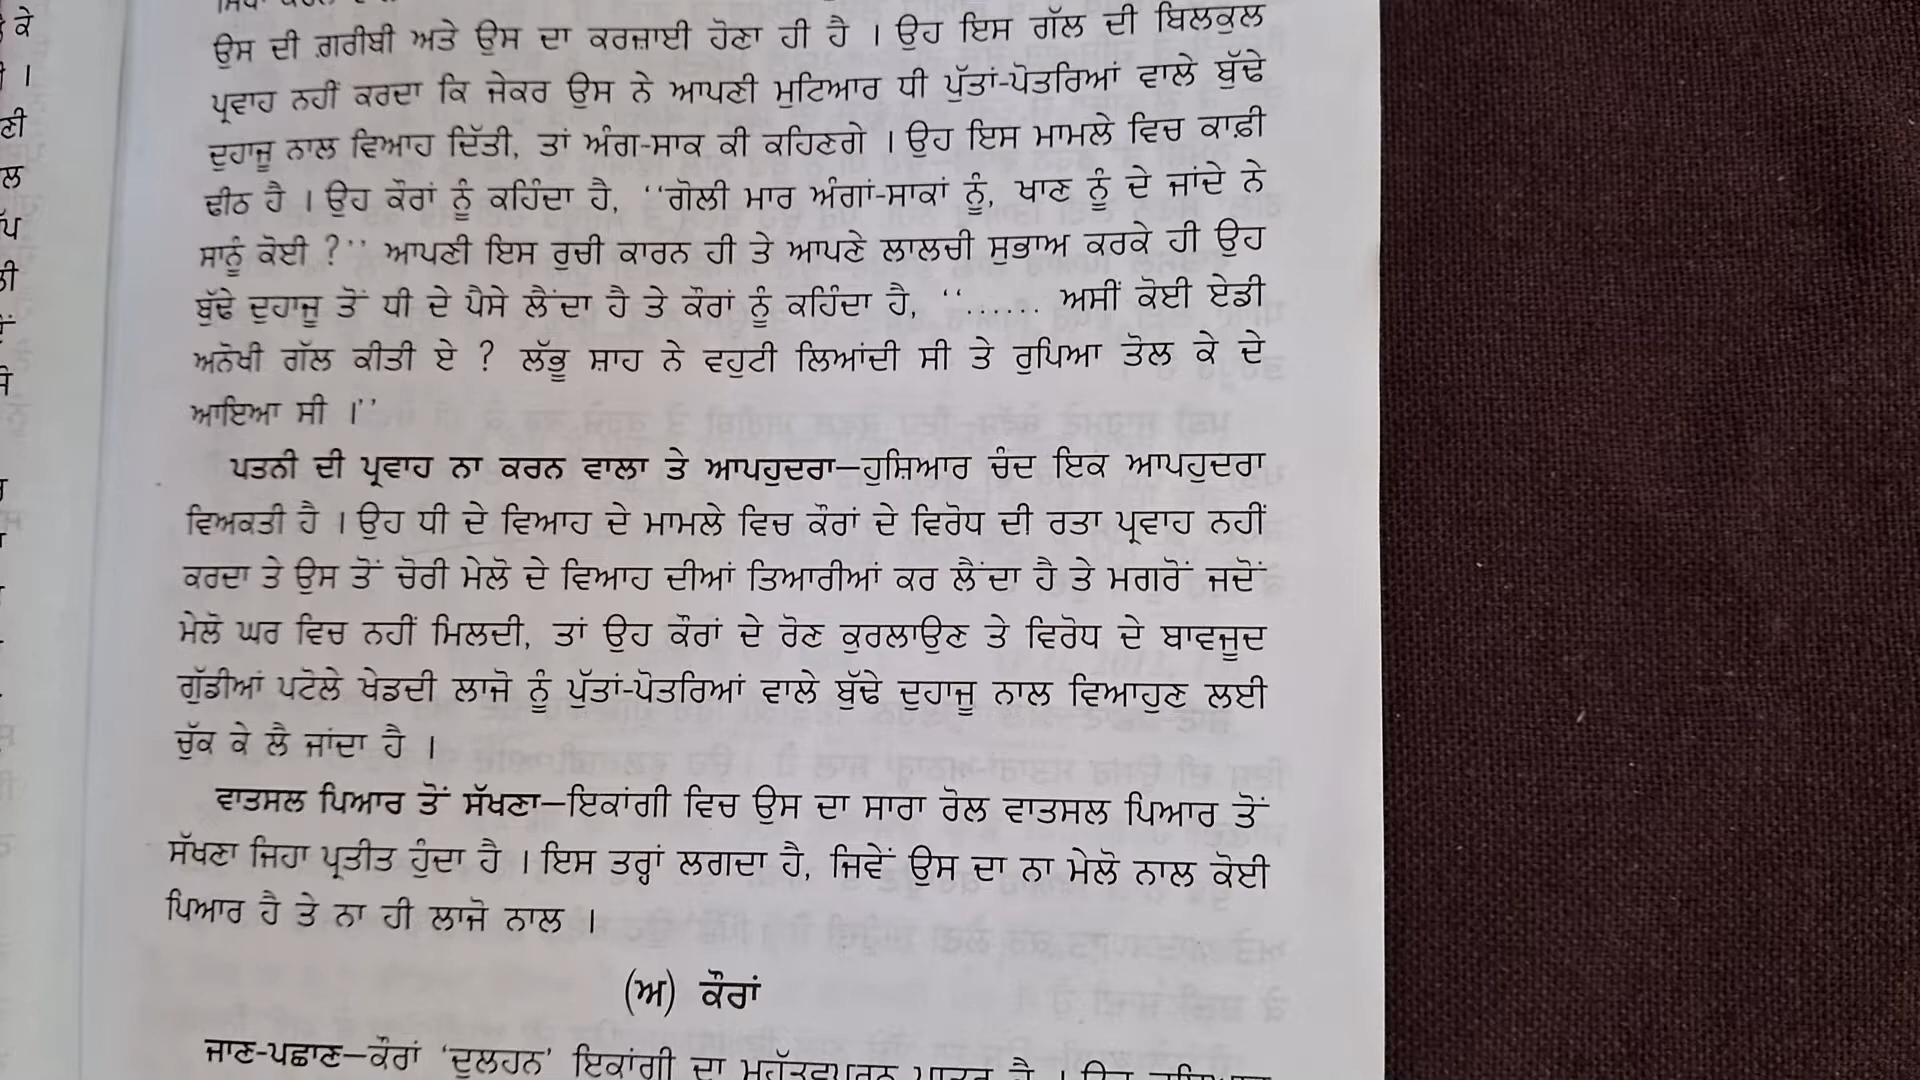 ਉਸ ਦੀ ਗ਼ਰੀਬੀ ਅਤੇ ਉਸ ਦਾ ਕਰਜ਼ਾਈ ਹੋਣਾ ਹੀ ਹੈ । ਉਹ ਇਸ ਗੱਲ ਦੀ ਬਿਲਕੁਲ
ਪ੍ਰਵਾਹ ਨਹੀਂ ਕਰਦਾ ਕਿ ਜੇਕਰ ਉਸ ਨੇ ਆਪਣੀ ਮੁਟਿਆਰ ਧੀ ਪੁੱਤਾਂ-ਪੋਤਰਿਆਂ ਵਾਲੇ ਬੁੱਢੇ
ਦੁਹਾਜੂ ਨਾਲ ਵਿਆਹ ਦਿੱਤੀ, ਤਾਂ ਅੰਗ-ਸਾਕ ਕੀ ਕਹਿਣਗੇ । ਉਹ ਇਸ ਮਾਮਲੇ ਵਿਚ ਕਾਫ਼ੀ
ਢੀਠ ਹੈ । ਉਹ ਕੌਰਾਂ ਨੂੰ ਕਹਿੰਦਾ ਹੈ, ‘‘ਗੋਲੀ ਮਾਰ ਅੰਗਾਂ-ਸਾਕਾਂ ਨੂੰ, ਖਾਣ ਨੂੰ ਦੇ ਜਾਂਦੇ ਨੇ
ਸਾਨੂੰ ਕੋਈ ?’’ ਆਪਣੀ ਇਸ ਰੁਚੀ ਕਾਰਨ ਹੀ ਤੇ ਆਪਣੇ ਲਾਲਚੀ ਸੁਭਾਅ ਕਰਕੇ ਹੀ ਉਹ
ਬੁੱਢੇ ਦੁਹਾਜੂ ਤੋਂ ਧੀ ਦੇ ਪੈਸੇ ਲੈਂਦਾ ਹੈ ਤੇ ਕੌਰਾਂ ਨੂੰ ਕਹਿੰਦਾ ਹੈ, ‘‘...... ਅਸੀਂ ਕੋਈ ਏਡੀ
ਅਨੋਖੀ ਗੱਲ ਕੀਤੀ ਏ ? ਲੱਭੂ ਸ਼ਾਹ ਨੇ ਵਹੁਟੀ ਲਿਆਂਦੀ ਸੀ ਤੇ ਰੁਪਿਆ ਤੋਲ ਕੇ ਦੇ
ਆਇਆ ਸੀ ।’’
ਪਤਨੀ ਦੀ ਪ੍ਰਵਾਹ ਨਾ ਕਰਨ ਵਾਲਾ ਤੇ ਆਪਹੁਦਰਾ—ਹੁਸ਼ਿਆਰ ਚੰਦ ਇਕ ਆਪਹੁਦਰਾ
ਵਿਅਕਤੀ ਹੈ । ਉਹ ਧੀ ਦੇ ਵਿਆਹ ਦੇ ਮਾਮਲੇ ਵਿਚ ਕੌਰਾਂ ਦੇ ਵਿਰੋਧ ਦੀ ਰਤਾ ਪ੍ਰਵਾਹ ਨਹੀਂ
ਕਰਦਾ ਤੇ ਉਸ ਤੋਂ ਚੋਰੀ ਮੇਲੋ ਦੇ ਵਿਆਹ ਦੀਆਂ ਤਿਆਰੀਆਂ ਕਰ ਲੈਂਦਾ ਹੈ ਤੇ ਮਗਰੋਂ ਜਦੋਂ
ਮੇਲੋ ਘਰ ਵਿਚ ਨਹੀਂ ਮਿਲਦੀ, ਤਾਂ ਉਹ ਕੌਰਾਂ ਦੇ ਰੋਣ ਕੁਰਲਾਉਣ ਤੇ ਵਿਰੋਧ ਦੇ ਬਾਵਜੂਦ
ਗੁੱਡੀਆਂ ਪਟੋਲੇ ਖੇਡਦੀ ਲਾਜੋ ਨੂੰ ਪੁੱਤਾਂ-ਪੋਤਰਿਆਂ ਵਾਲੇ ਬੁੱਢੇ ਦੁਹਾਜੂ ਨਾਲ ਵਿਆਹੁਣ ਲਈ
ਚੁੱਕ ਕੇ ਲੈ ਜਾਂਦਾ ਹੈ ।
ਵਾਤਸਲ ਪਿਆਰ ਤੋਂ ਸੱਖਣਾ—ਇਕਾਂਗੀ ਵਿਚ ਉਸ ਦਾ ਸਾਰਾ ਰੋਲ ਵਾਤਸਲ ਪਿਆਰ ਤੋਂ
ਸੱਖਣਾ ਜਿਹਾ ਪ੍ਰਤੀਤ ਹੁੰਦਾ ਹੈ । ਇਸ ਤਰ੍ਹਾਂ ਲਗਦਾ ਹੈ, ਜਿਵੇਂ ਉਸ ਦਾ ਨਾ ਮੇਲੋ ਨਾਲ ਕੋਈ
ਪਿਆਰ ਹੈ ਤੇ ਨਾ ਹੀ ਲਾਜੋ ਨਾਲ ।
(ਅ) ਕੌਰਾਂ
ਜਾਣ-ਪਛਾਣ—ਕੌਰਾਂ ‘ਦੁਲਹਨ’ ਇਕਾਂਗੀ ਦਾ